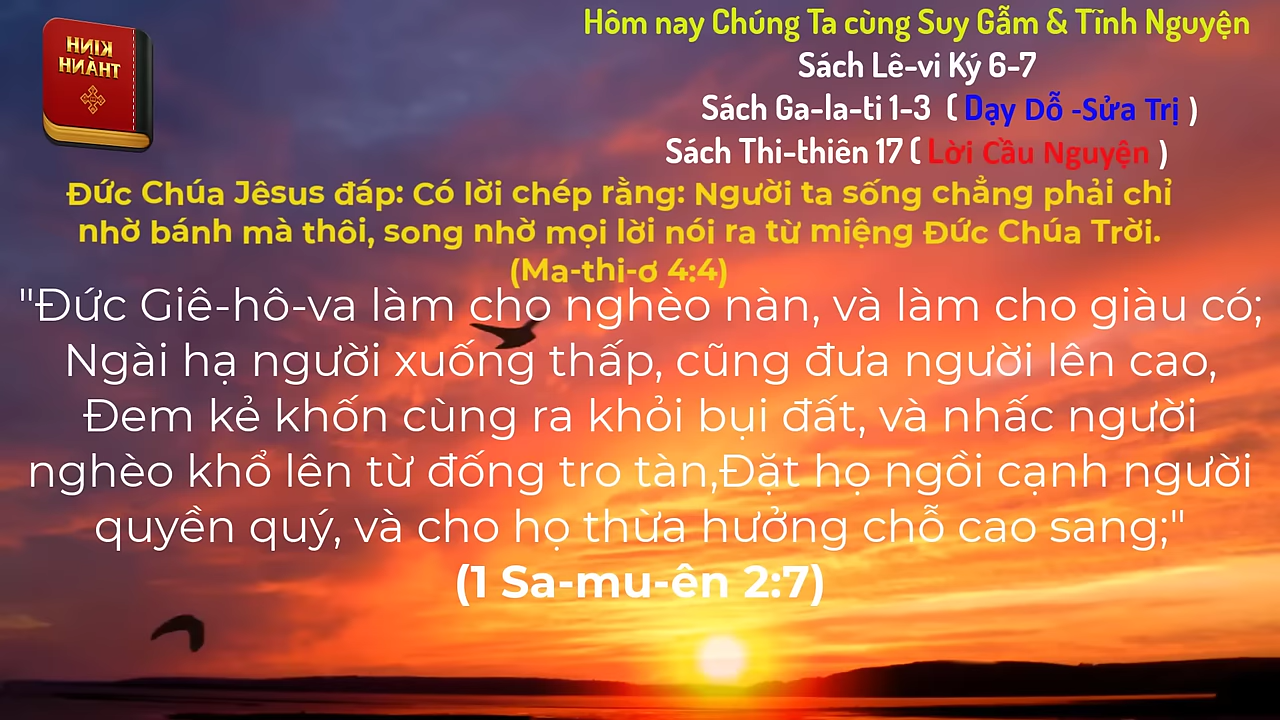 KINH
THÁNH
Hôm nay Chúng Ta cùng Suy Gẫm & Tĩnh Nguyện
Sách Lê-vi Ký 6-7
Sách Ga-la-ti 1-3 ( Dạy Dỗ -Sửa Trị )
Sách Thi-thiên 17 ( Lời Cầu Nguyện )
Đức Chúa Jêsus đáp: Có lời chép rằng: Người ta sống chẳng phải chỉ
nhờ bánh mà thôi, song nhờ mọi lời nói ra từ miệng Đức Chúa Trời.
(Ma-thi-ơ 4:4)
"Đức Giê-hô-va làm cho nghèo nàn, và làm cho giàu có;
Ngài hạ người xuống thấp, cũng đưa người lên cao,
Đem kẻ khốn cùng ra khỏi bụi đất, và nhấc người
nghèo khổ lên từ đống tro tàn,Đặt họ ngồi cạnh người
quyền quý, và cho họ thừa hưởng chỗ cao sang;"
(1 Sa-mu-ên 2:7)